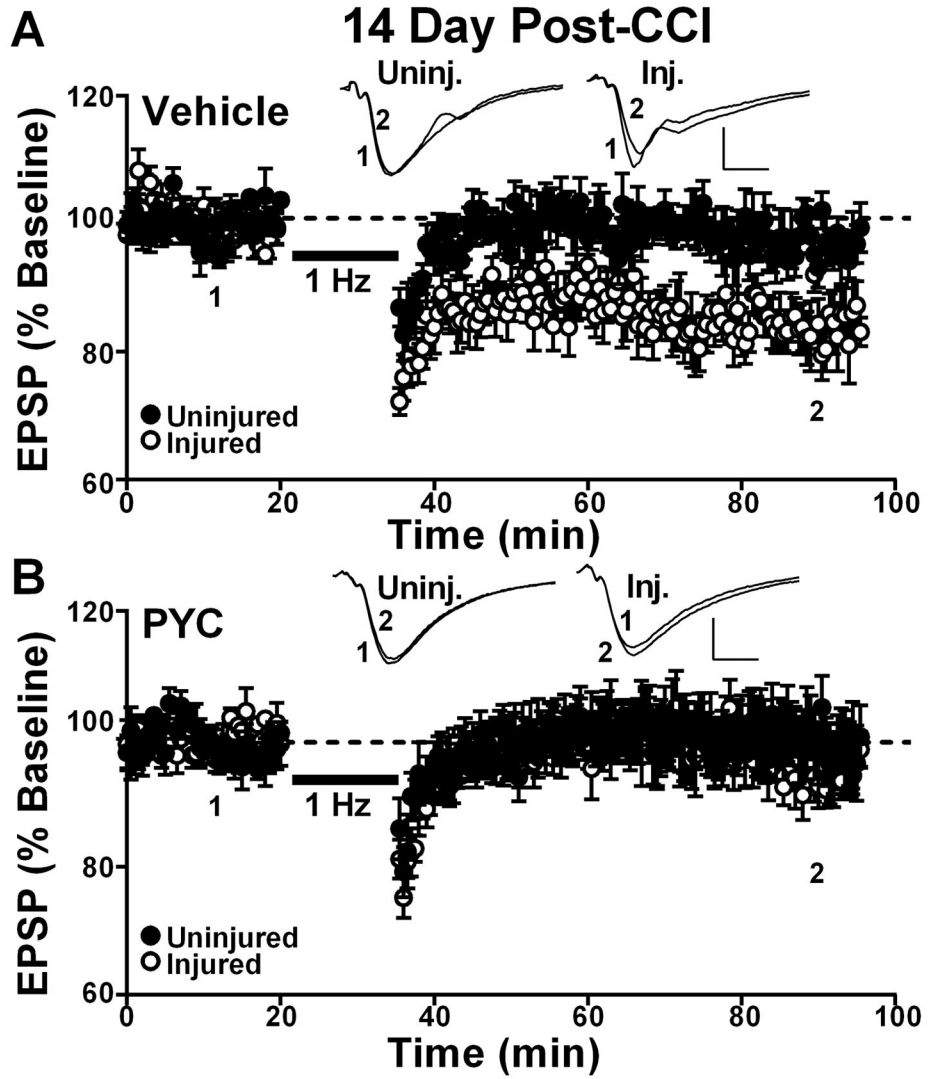 A
14 Day Post-CCI
Vehicle
Uninj.
Inj.
2
1
2
1
120
100
80
60
EPSP (% Baseline)
1
1 Hz
2
Uninjured
Injured
0
20
40
60
80
100
Time (min)
B
PYC
Uninj.
Inj.
2
1
1
2
120
100
80
60
EPSP (% Baseline)
1
1 Hz
2
Uninjured
Injured
0
20
40
60
80
100
Time (min)